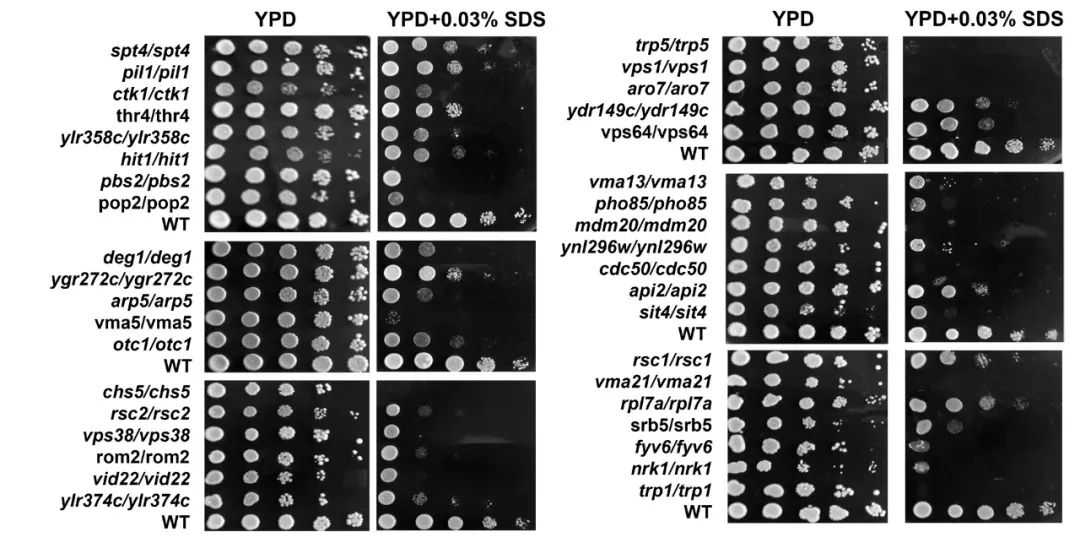 YPD YPD+0.03% SDS
spt4/spt4
pil1/pil1
ctk1/ctk1
thr4/thr4
ylr358c/ylr358c
hit1/hit1
pbs2/pbs2
pop2/pop2
WT
deg1/deg1
ygr272c/ygr272c
arp5/arp5
vma5/vma5
otc1/otc1
WT
chs5/chs5
rsc2/rsc2
vps38/vps38
rom2/rom2
vid22/vid22
ylr374c/ylr374c
WT
YPD YPD+0.03% SDS
trp5/trp5
vps1/vps1
aro7/aro7
ydr149c/ydr149c
vps64/vps64
WT
vma13/vma13
pho85/pho85
mdm20/mdm20
ynl296w/ynl296w
cdc50/cdc50
api2/api2
sit4/sit4
WT
rsc1/rsc1
vma21/vma21
rpl7a/rpl7a
srb5/srb5
fyv6/fyv6
nrk1/nrk1
trp1/trp1
WT